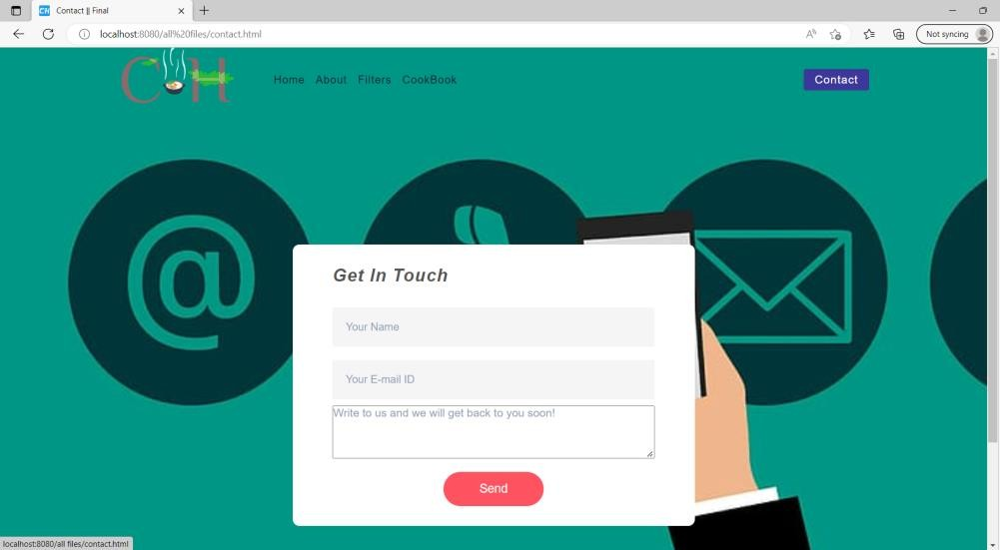 Contact || Final
localhost:8080/all%20files/contact.html
Not syncing
CH
Home About Filters CookBook
Contact
@
Get In Touch
Your Name
Your E-mail ID
Write to us and we will get back to you soon!
Send
localhost:8080/all files/contact.html